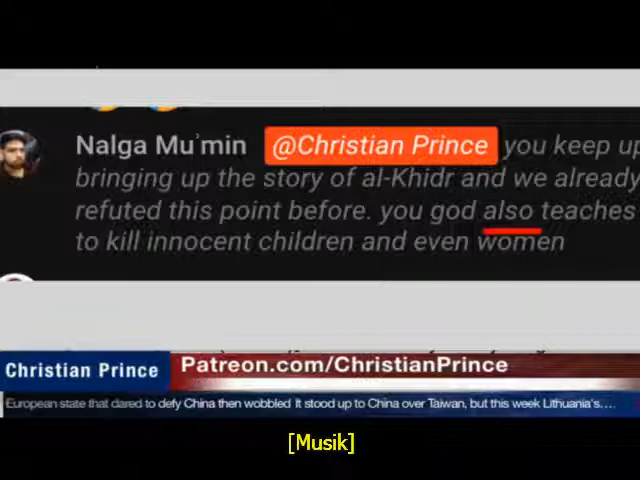 Nalga Mu'min @Christian Prince you keep up
bringing up the story of al-Khidr and we already
refuted this point before. you god also teaches
to kill innocent children and even women
Christian Prince
Patreon.com/ChristianPrince
European state that dared to defy China then wobbled It stood up to China over Taiwan, but this week Lithuania's....
[Musik]